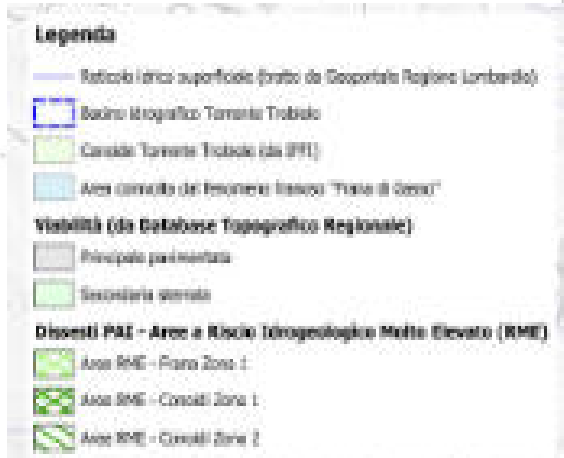 Legenda
Reticolo idrico superficiale (tratto da Geoportale Regione Lombardia)
Bacino Idrografico Torrente Trobiolo
Conoide Torrente Trobiolo (da IFFI)
Area coinvolta dal fenomeno franoso "Frana di
Viabilità (da Database Topografico Regionale)
Principale pavimentata
Secondaria sterrata
Dissesti PAI - Aree a Riscio Idrogeologico Molto Elevato (RME)
Area RME - Frana Zona 1
Area RME - Conoidi Zona 1
Area RME - Conoidi Zona 2